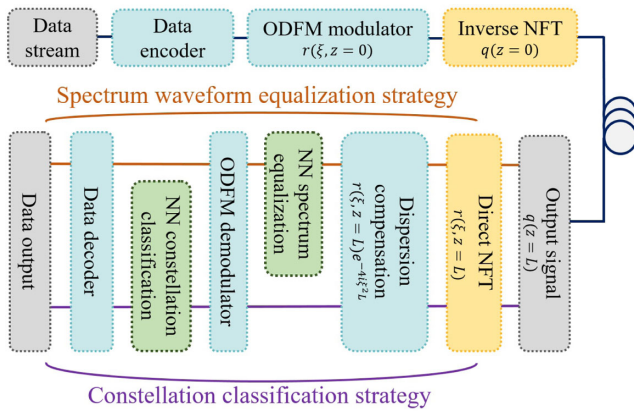 Data
stream
Data
encoder
ODFM modulator
r(ξ, z = 0)
Inverse NFT
q(z = 0)
Spectrum waveform equalization strategy
Data output
Data decoder
NN constellation
classification
ODFM demodulator
NN spectrum
equalization
Dispersion
compensation
r(ξ, z = L)e^{-4iξ²L}
Direct NFT
r(ξ, z = L)
Output signal
q(z = L)
Constellation classification strategy